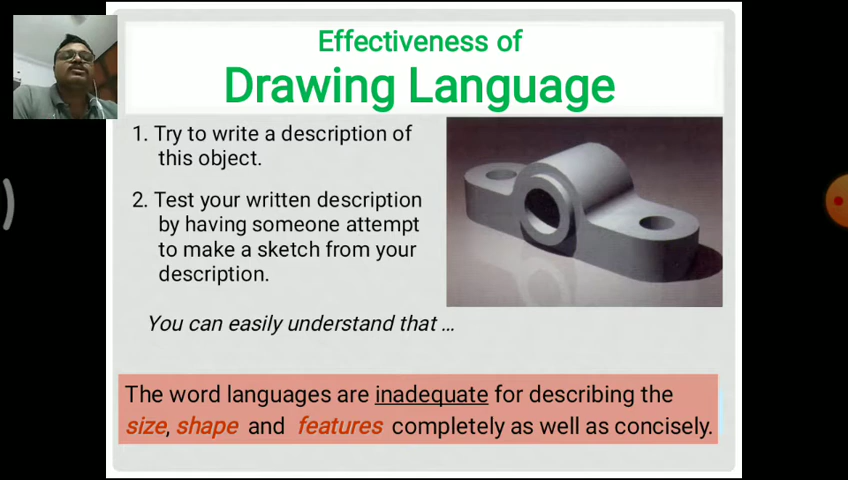 Effectiveness of
Drawing Language
1. Try to write a description of
this object.
2. Test your written description
by having someone attempt
to make a sketch from your
description.
You can easily understand that ...
The word languages are inadequate for describing the
size, shape and features completely as well as concisely.